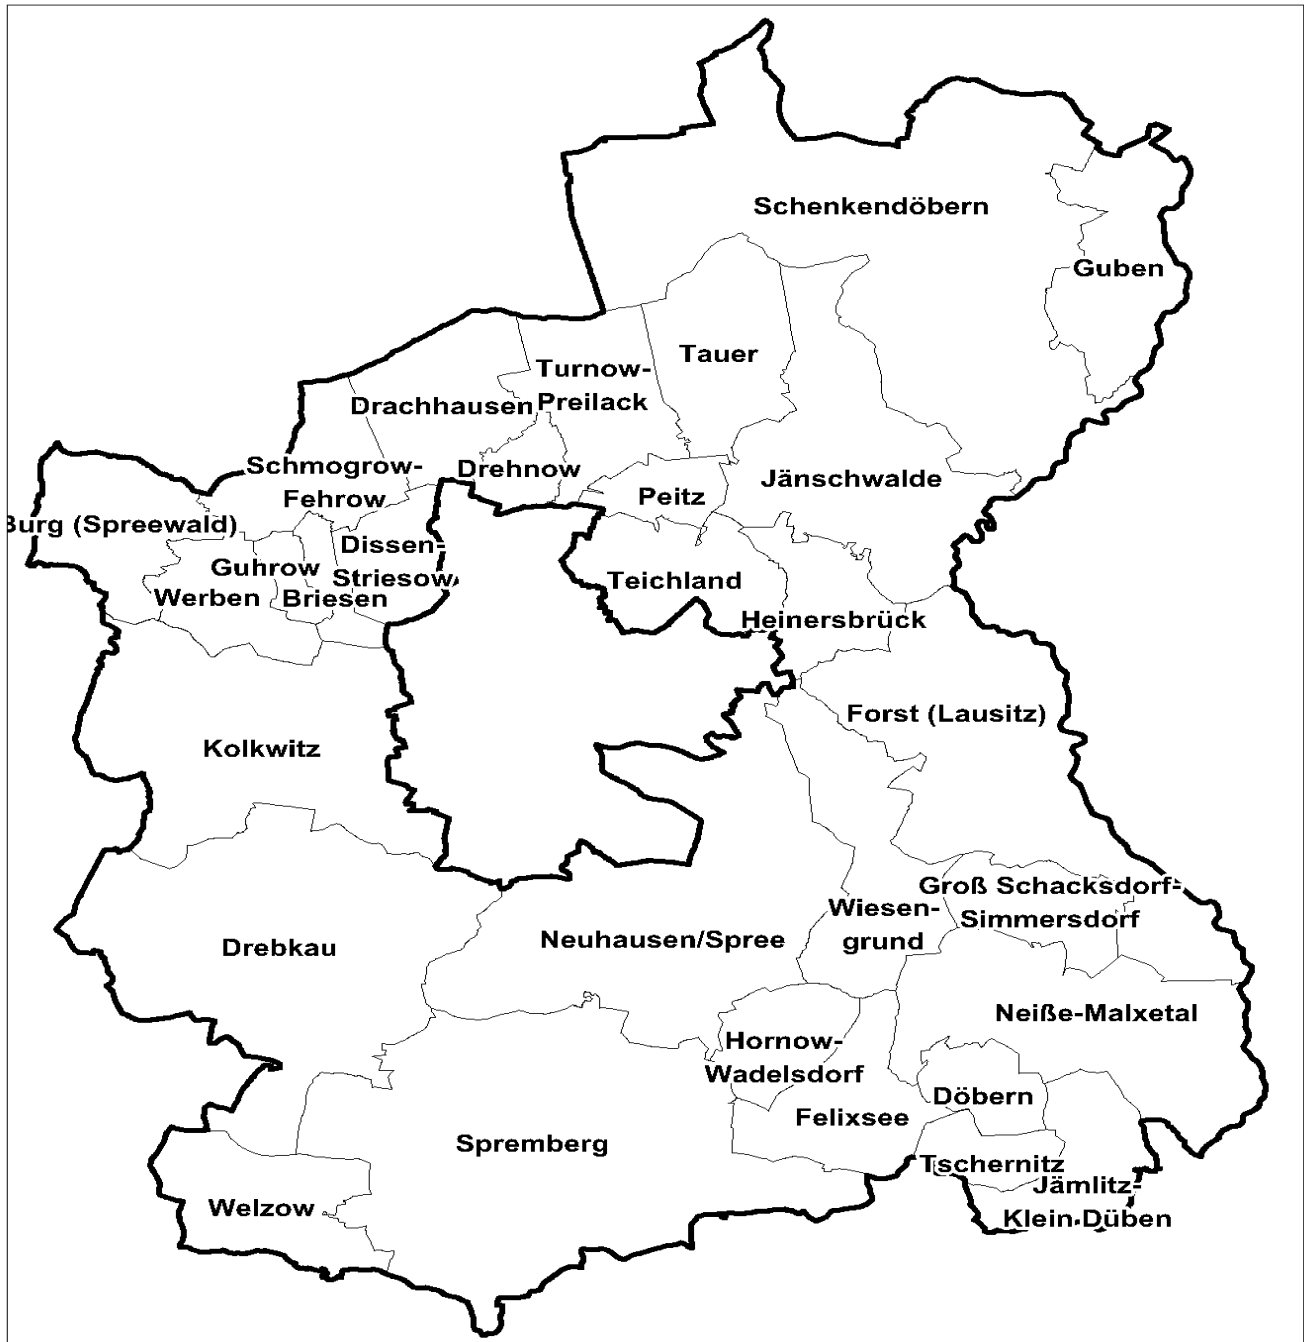 Schenkendöbern
Guben
Tauer
Turnow-
Preilack
Drachhausen
Schmogrow-
Fehrow
Drehnow
Peitz
Jänschwalde
Burg (Spreewald)
Dissen-
Striesow
Guhrow
Werben
Briesen
Teichland
Heinersbrück
Forst (Lausitz)
Kolkwitz
Groß Schacksdorf-
Simmersdorf
Wiesen-
grund
Neuhausen/Spree
Drebkau
Neiße-Malxetal
Hornow-
Wadelsdorf
Döbern
Felixsee
Spremberg
Tschernitz
Jämlitz-
Klein Düben
Welzow